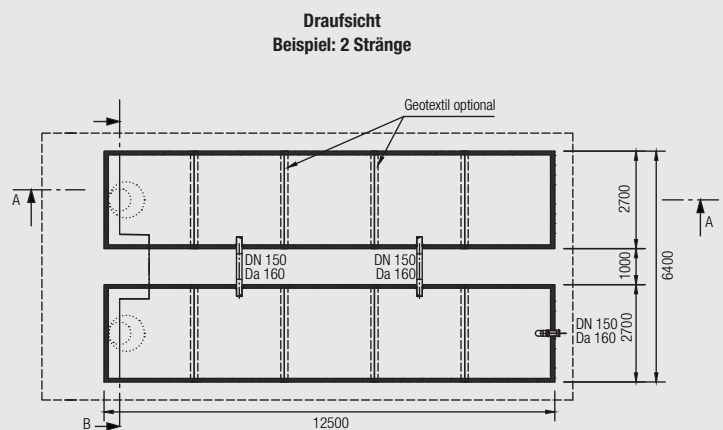 Draufsicht
Beispiel: 2 Stränge
Geotextil optional
A
A
2700
DN 150
Da 160
DN 150
Da 160
1000
6400
DN 150
Da 160
2700
B
12500